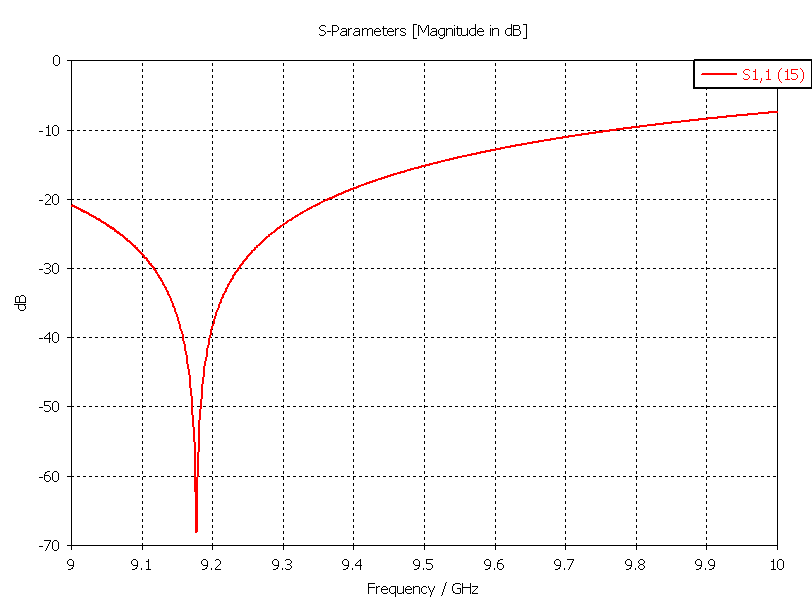 S-Parameters [Magnitude in dB]
S1,1 (15)
0
-10
-20
-30
-40
-50
-60
-70
dB
9 9.1 9.2 9.3 9.4 9.5 9.6 9.7 9.8 9.9 10
Frequency / GHz